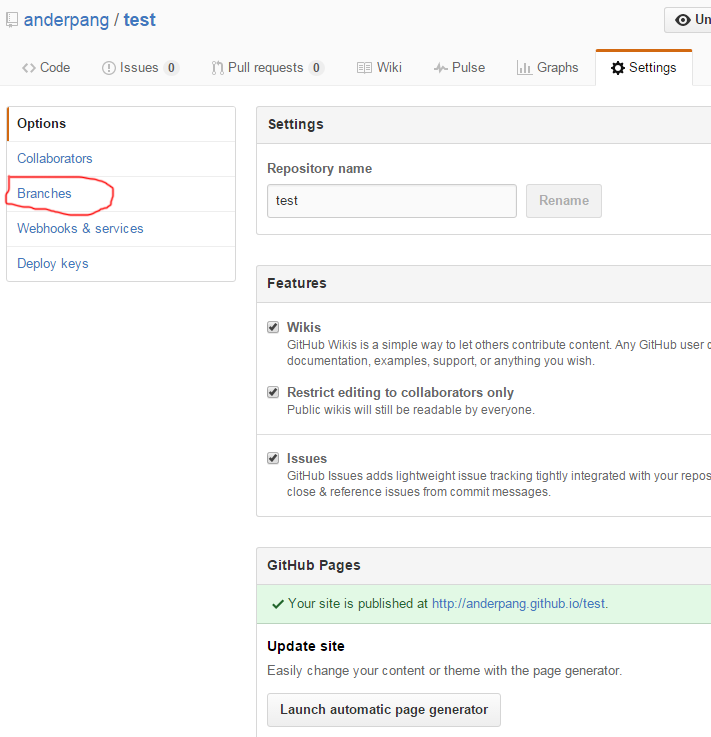 anderpang / test
Un
Code
Issues 0
Pull requests 0
Wiki
Pulse
Graphs
Settings
Options
Collaborators
Branches
Webhooks & services
Deploy keys
Settings
Repository name
test
Rename
Features
Wikis
GitHub Wikis is a simple way to let others contribute content. Any GitHub user c
documentation, examples, support, or anything you wish.
Restrict editing to collaborators only
Public wikis will still be readable by everyone.
Issues
GitHub Issues adds lightweight issue tracking tightly integrated with your repos
close & reference issues from commit messages.
GitHub Pages
Your site is published at http://anderpang.github.io/test.
Update site
Easily change your content or theme with the page generator.
Launch automatic page generator